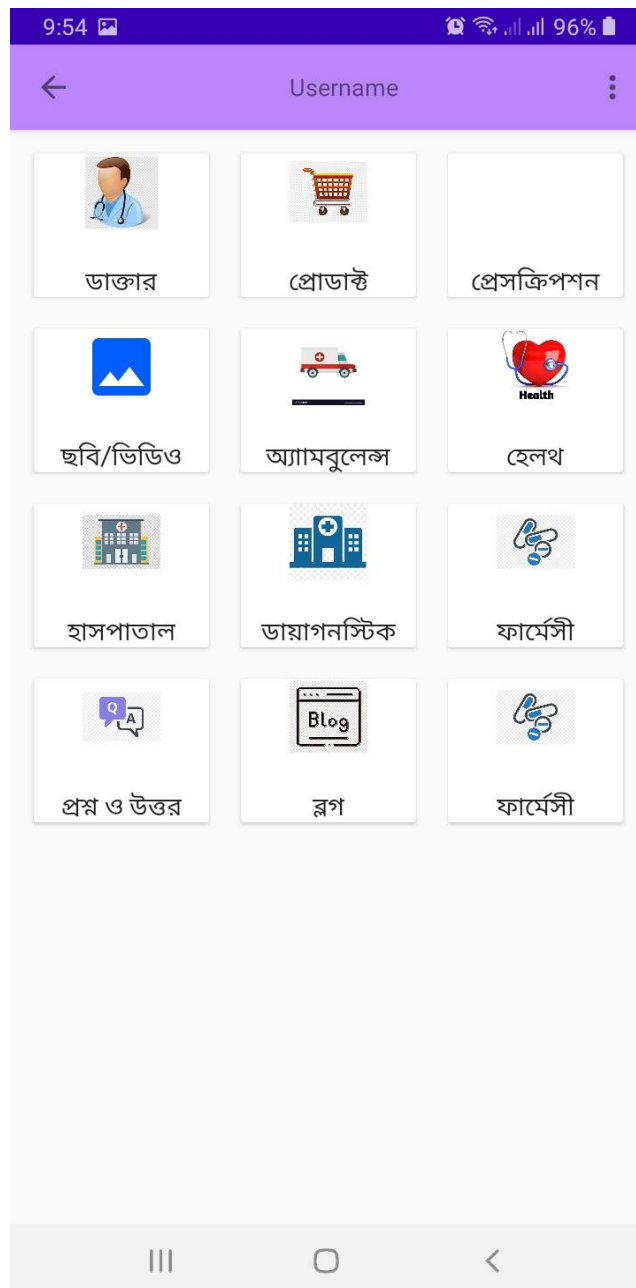 9:54 96%
Username
ডাক্তার প্রোডাক্ট প্রেসক্রিপশন
Health
ছবি/ভিডিও অ্যাামবুলেন্স হেলথ
হাসপাতাল ডায়াগনস্টিক ফার্মেসী
Q A Blog
প্রশ্ন ও উত্তর ব্লগ ফার্মেসী